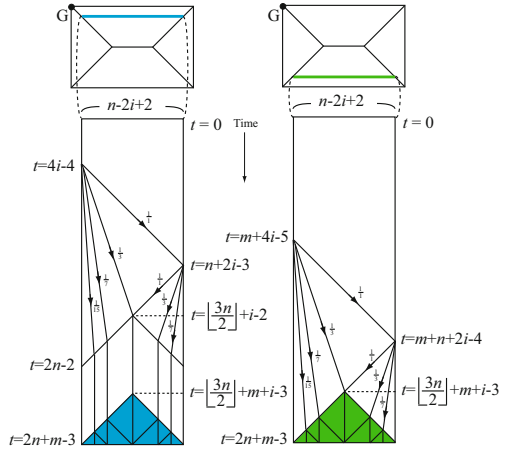 G
n-2i+2
t = 0
Time
t=4i-4
1/1
1/3
1/7
1/15
t=n+2i-3
1/1
1/3
1/7
t=⌊3n/2⌋+i-2
t=2n-2
t=⌊3n/2⌋+m+i-3
t=2n+m-3
G
n-2i+2
t = 0
t=m+4i-5
1/1
1/3
1/7
1/15
t=m+n+2i-4
1/1
1/3
t=⌊3n/2⌋+m+i-3
t=2n+m-3